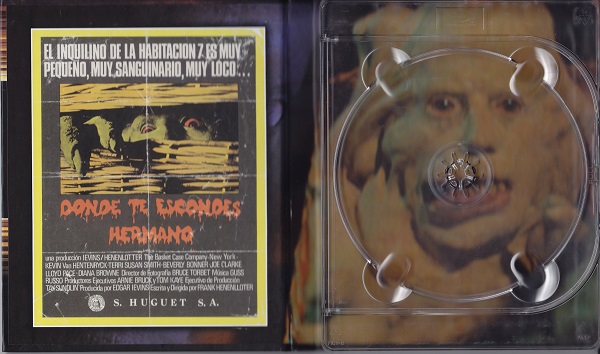 EL INQUILINO DE LA HABITACION 7, ES MUY
PEQUEÑO, MUY SANGUINARIO, MUY LOCO...
DONDE TE ESCONDES
HERMANO
una producción IEVINS/HENENLOTTER The Basket Case Company-New York-
KEVIN Van HENTENRYCK-TERRI SUSAN SMITH-BEVERLY BONNER-JOE CLARKE
LLOYD PACE-DIANA BROWNE Director de Fotografía BRUCE TORBET Música GUSS
RUSSO Productores Ejecutivos ARNIE BRUCK y TOM KAYE Ejecutivo de Producción
Producida por EDGAR IEVINS Escrita y Dirigida por FRANK HENENLOTTER
S. HUGUET S.A.